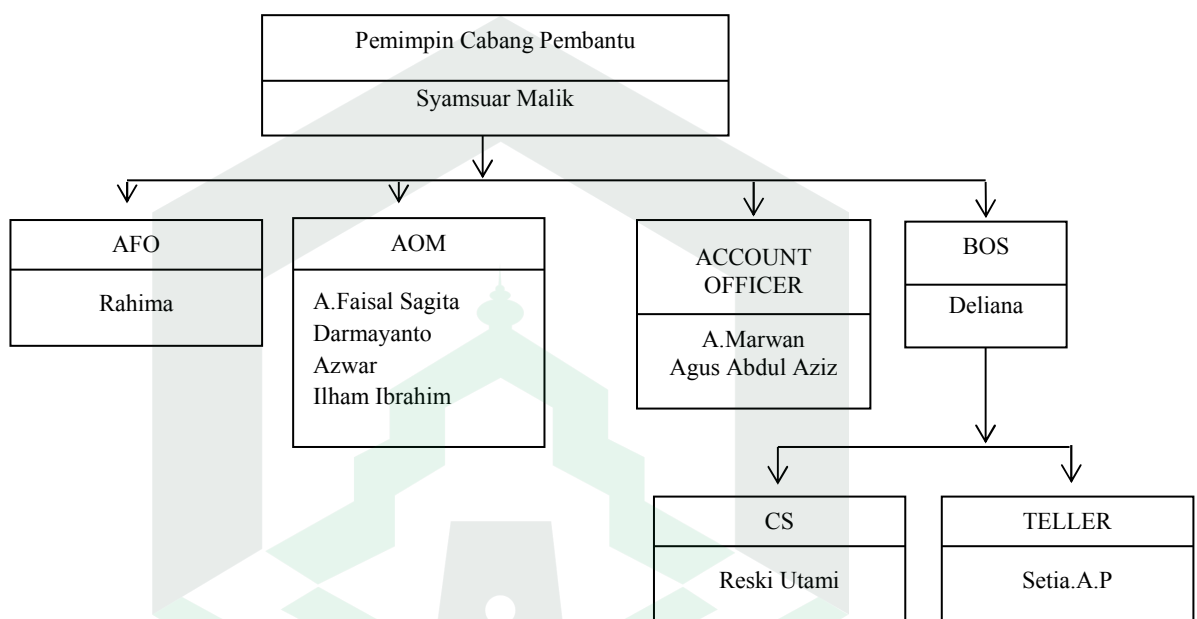 Pemimpin Cabang Pembantu
Syamsuar Malik
AFO
Rahima
AOM
A.Faisal Sagita
Darmayanto
Azwar
Ilham Ibrahim
ACCOUNT
OFFICER
A.Marwan
Agus Abdul Aziz
BOS
Deliana
CS
Reski Utami
TELLER
Setia.A.P